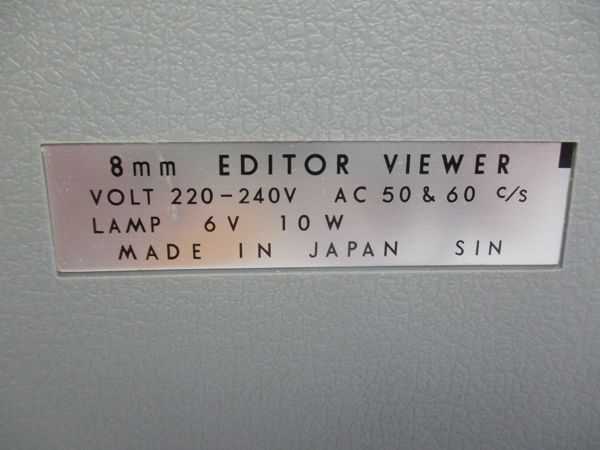 8mm EDITOR VIEWER
VOLT 220-240V AC 50 & 60 c/s
LAMP 6V 10W
MADE IN JAPAN SIN